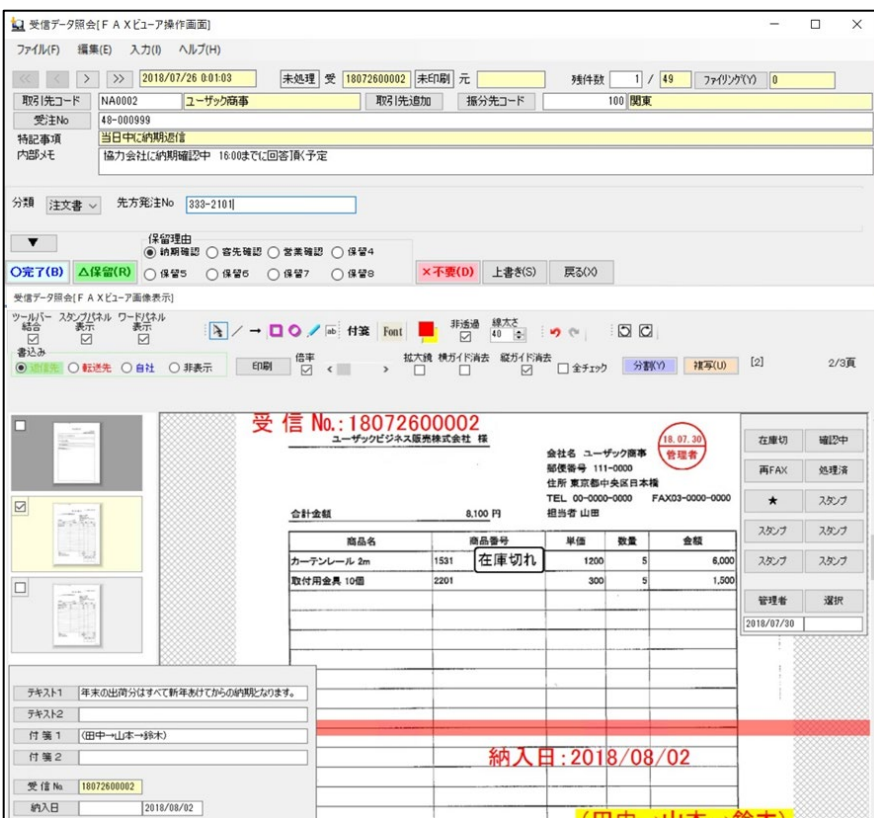 受信データ照会[ＦＡＸビューア操作画面]
ファイル(F) 編集(E) 入力(I) ヘルプ(H)
<< < > >> 2018/07/26 0:01:03 未処理 受 18072600002 未印刷 元 残件数 1 / 49 ファイリング(Y) 0
取引先コード NA0002 ユーザック商事 取引先追加 振分先コード 100 関東
受注No 48-000999
特記事項 当日中に納期返信
内部メモ 協力会社に納期確認中 16:00までに回答頂く予定
分類 注文書 先方発注No 333-2101
▼ 保留理由
納期確認 客先確認 営業確認 保留4
○完了(B) △保留(R) 保留5 保留6 保留7 保留8 ×不要(D) 上書き(S) 戻る(X)
受信データ照会[ＦＡＸビューア画像表示]
ツールバー結合 スタンプパネル表示 ワードパネル表示 ab 付箋 Font 非透過 線太さ 40
書込み
返信先 転送先 自社 非表示 印刷 倍率 < > 拡大鏡 横ガイド消去 縦ガイド消去 全チェック 分割(Y) 複写(U) [2] 2/3頁
受信 No.:18072600002
ユーザックビジネス販売株式会社 様
18.07.30
管理者
会社名 ユーザック商事
郵便番号 111-0000
住所 東京都中央区日本橋
TEL 00-0000-0000 FAX03-0000-0000
合計金額 8,100 円 担当者 山田
商品名 商品番号 単価 数量 金額
カーテンレール 2m 1531 在庫切れ 1200 5 6,000
取付用金具 10個 2201 300 5 1,500
在庫切 確認中
再FAX 処理済
★ スタンプ
スタンプ スタンプ
スタンプ スタンプ
管理者 選択
2018/07/30
テキスト1 年末の出荷分はすべて新年あけてからの納期となります。
テキスト2
付箋1 (田中→山本→鈴木)
付箋2
受信No 18072600002
納入日 2018/08/02
納入日:2018/08/02
(田中→山本→鈴木)